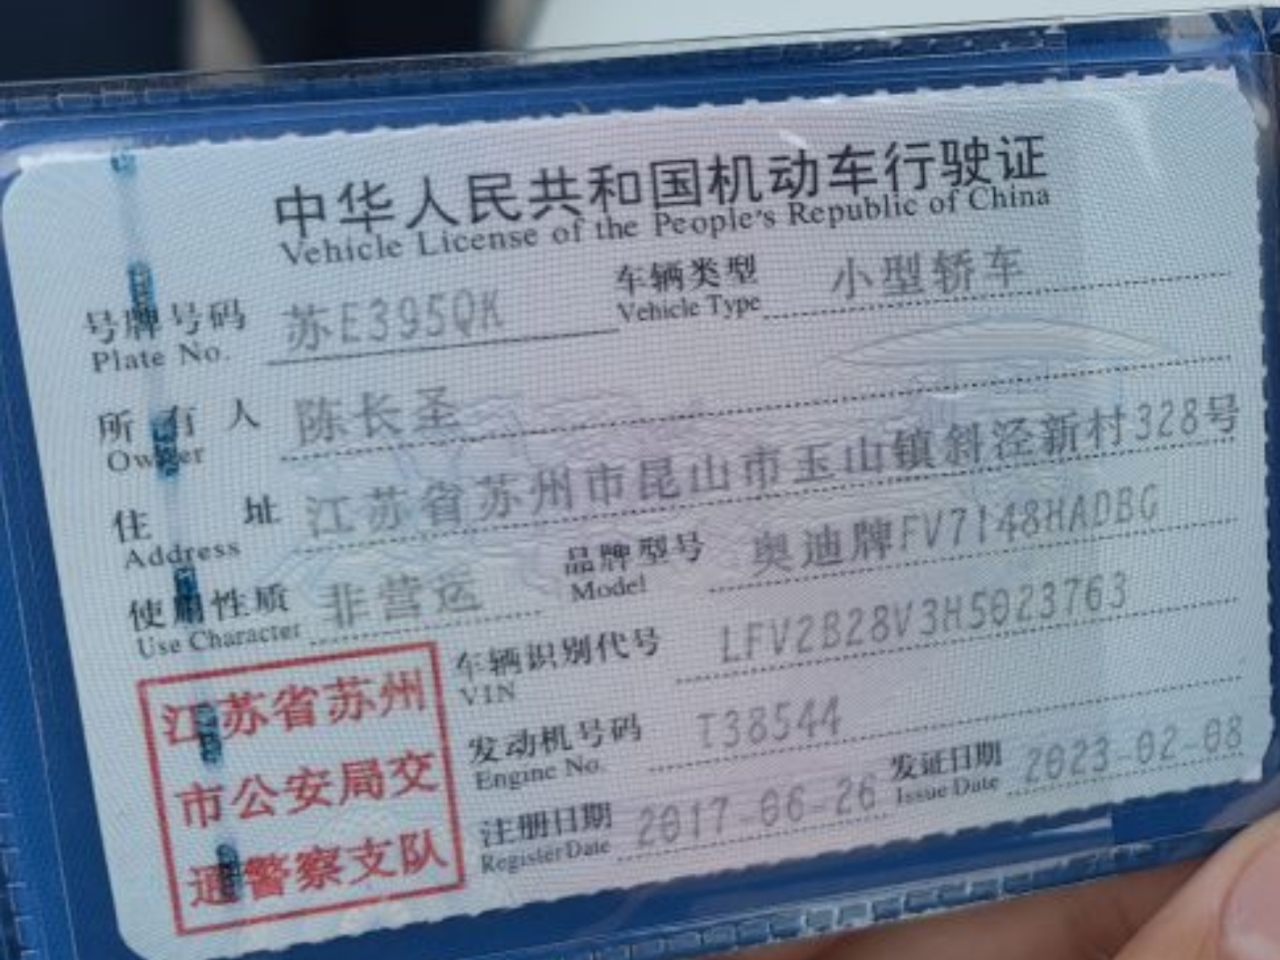 中华人民共和国机动车行驶证
Vehicle License of the People's Republic of China
号牌号码 苏E395QK 车辆类型 小型轿车
Plate No. Vehicle Type
所有人 陈长圣
Owner
住址 江苏省苏州市昆山市玉山镇斜泾新村328号
Address
使用性质 非营运 品牌型号 奥迪牌FV7148HADBG
Use Character Model
车辆识别代号 LFV2B28V3H5023763
VIN
发动机号码 T38544
Engine No.
注册日期 2017-06-26 发证日期 2023-02-08
Register Date Issue Date
江苏省苏州
市公安局交
通警察支队